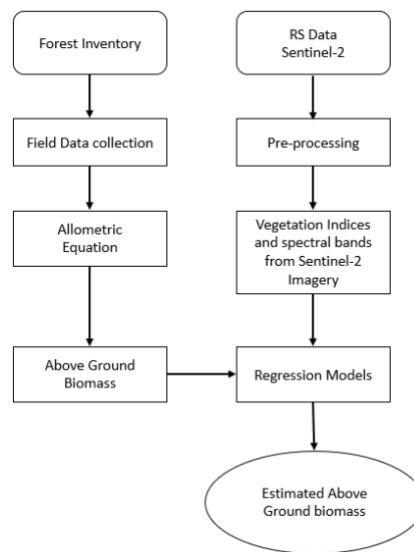 Forest Inventory
RS Data
Sentinel-2
Field Data collection
Pre-processing
Allometric
Equation
Vegetation Indices
and spectral bands
from Sentinel-2
Imagery
Above Ground
Biomass
Regression Models
Estimated Above
Ground biomass